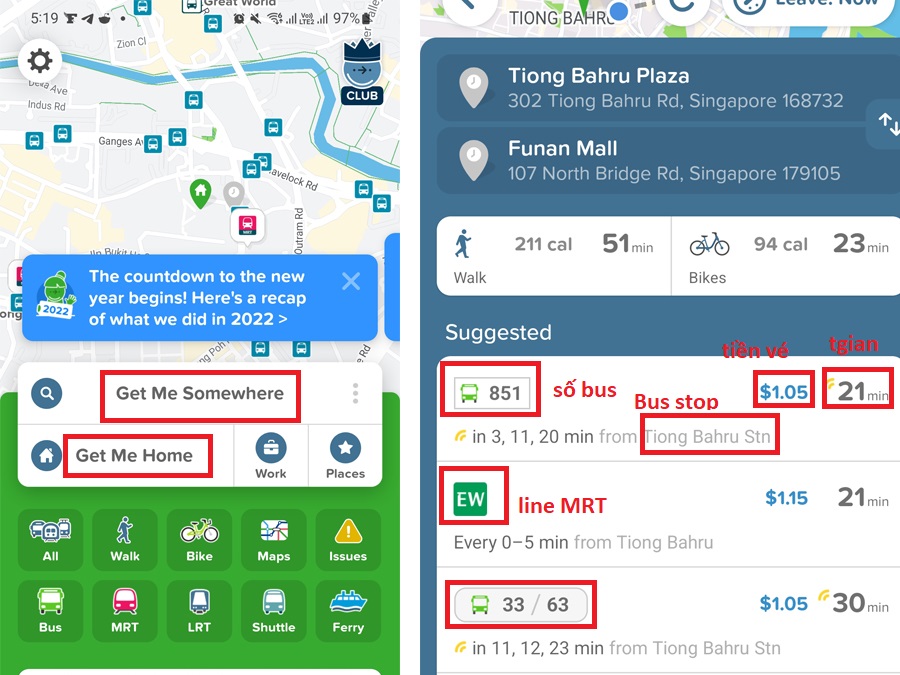 Great World
5:19
97%
Zion Cl
Indus Rd
CLUB
Ganges Av
Havelock Rd
Outram Rd
MRT
The countdown to the new
year begins! Here's a recap
of what we did in 2022 >
2022
Get Me Somewhere
Get Me Home
Work
Places
All
Walk
Bike
Maps
Issues
Bus
MRT
LRT
Shuttle
Ferry
TIONG BAHRU
Leave: Now
Tiong Bahru Plaza
302 Tiong Bahru Rd, Singapore 168732
Funan Mall
107 North Bridge Rd, Singapore 179105
211 cal 51 min
Walk
94 cal 23 min
Bikes
Suggested
tiền vé
tgian
851
số bus
$1.05
21 min
Bus stop
in 3, 11, 20 min from Tiong Bahru Stn
EW
line MRT
$1.15
21 min
Every 0–5 min from Tiong Bahru
33 / 63
$1.05
30 min
in 11, 12, 23 min from Tiong Bahru Stn